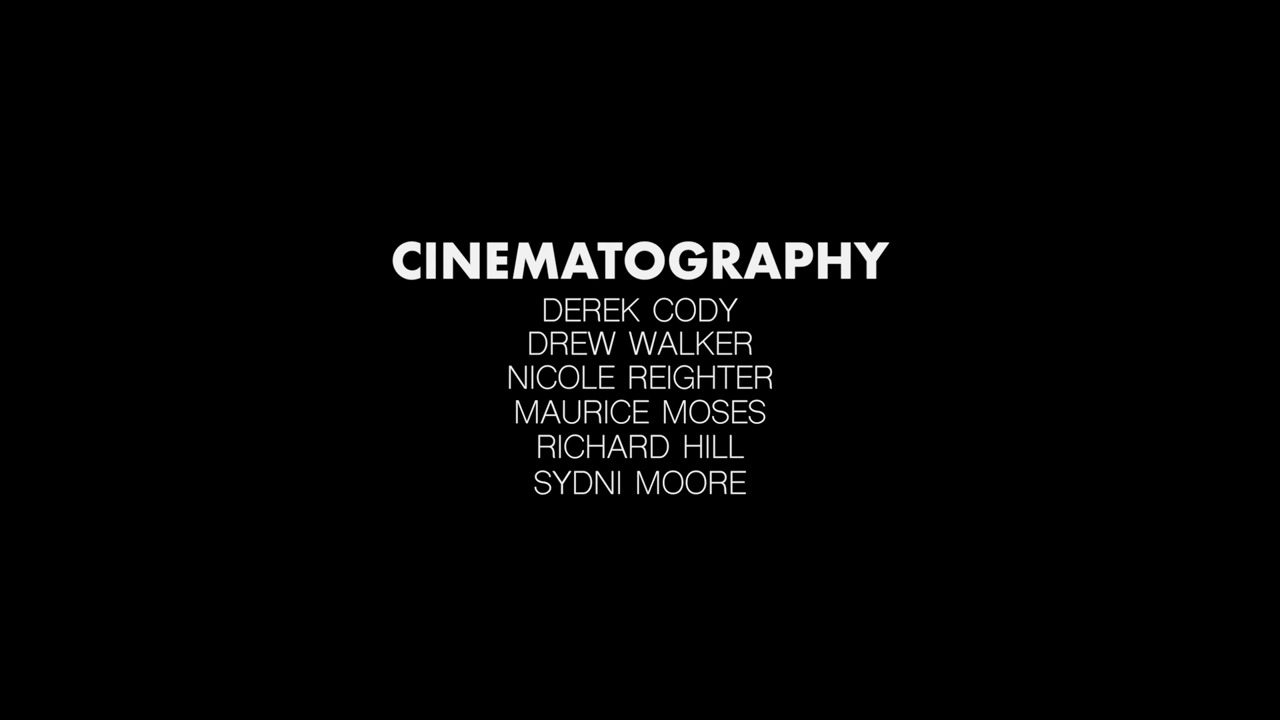 CINEMATOGRAPHY
DEREK CODY
DREW WALKER
NICOLE REIGHTER
MAURICE MOSES
RICHARD HILL
SYDNI MOORE